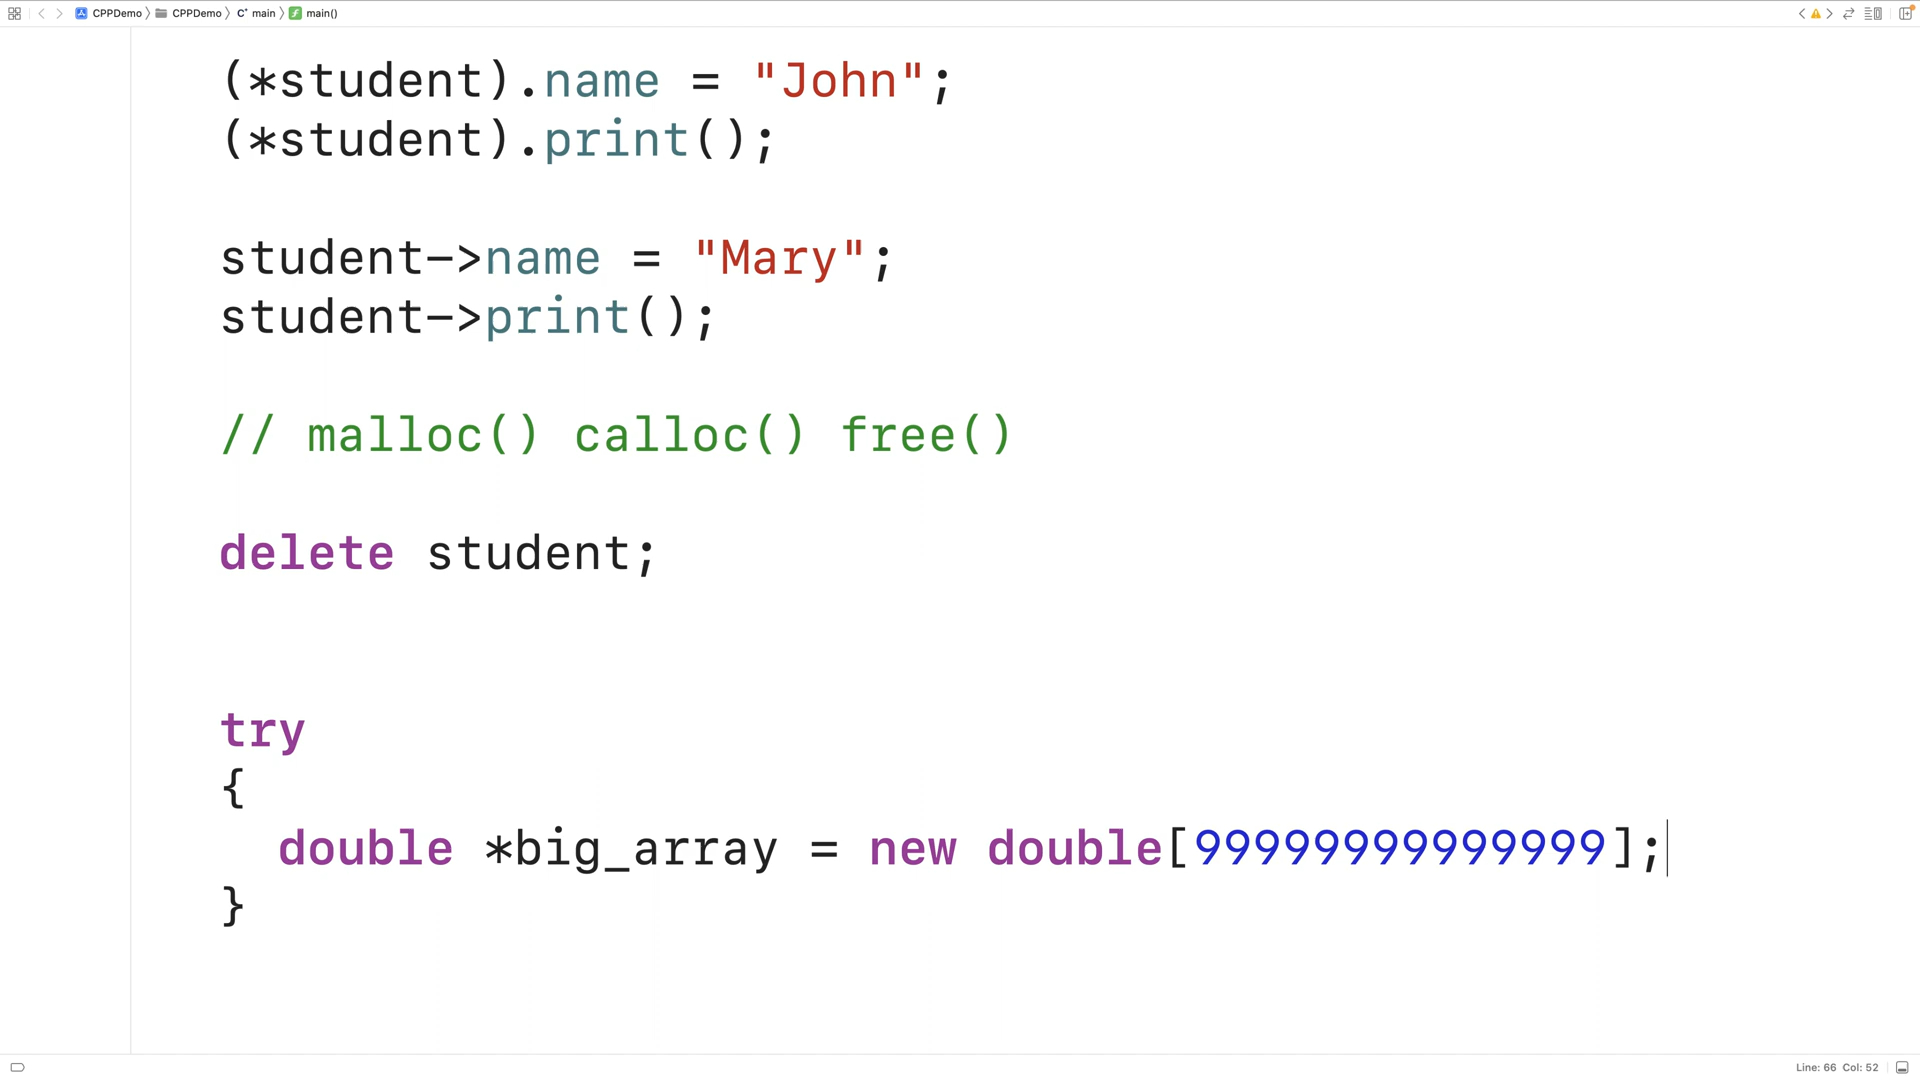 CPPDemo 〉 CPPDemo 〉 C⁺ main 〉 f main()
(*student).name = "John";
(*student).print();
student->name = "Mary";
student->print();
// malloc() calloc() free()
delete student;
try
{
double *big_array = new double[99999999999999];
}
Line: 66 Col: 52